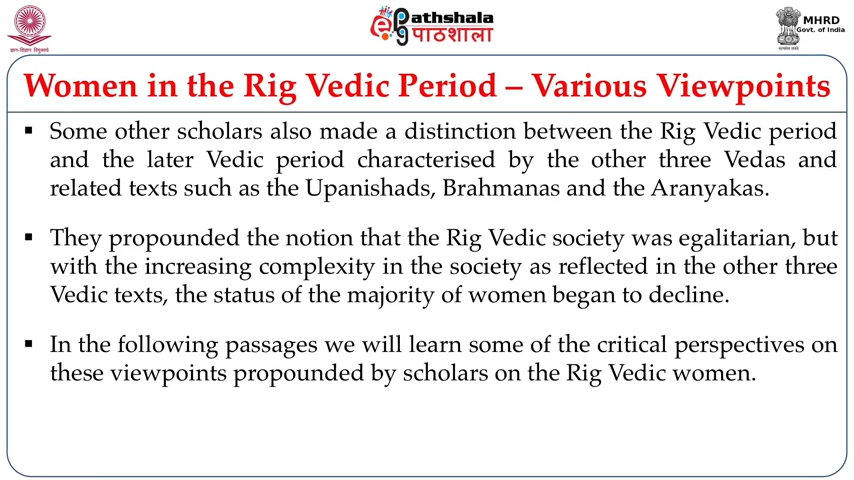 ज्ञान-विज्ञान विमुक्तये
e Pathshala
पाठशाला
MHRD
Govt. of India
Women in the Rig Vedic Period – Various Viewpoints
▪ Some other scholars also made a distinction between the Rig Vedic period
and the later Vedic period characterised by the other three Vedas and
related texts such as the Upanishads, Brahmanas and the Aranyakas.
▪ They propounded the notion that the Rig Vedic society was egalitarian, but
with the increasing complexity in the society as reflected in the other three
Vedic texts, the status of the majority of women began to decline.
▪ In the following passages we will learn some of the critical perspectives on
these viewpoints propounded by scholars on the Rig Vedic women.